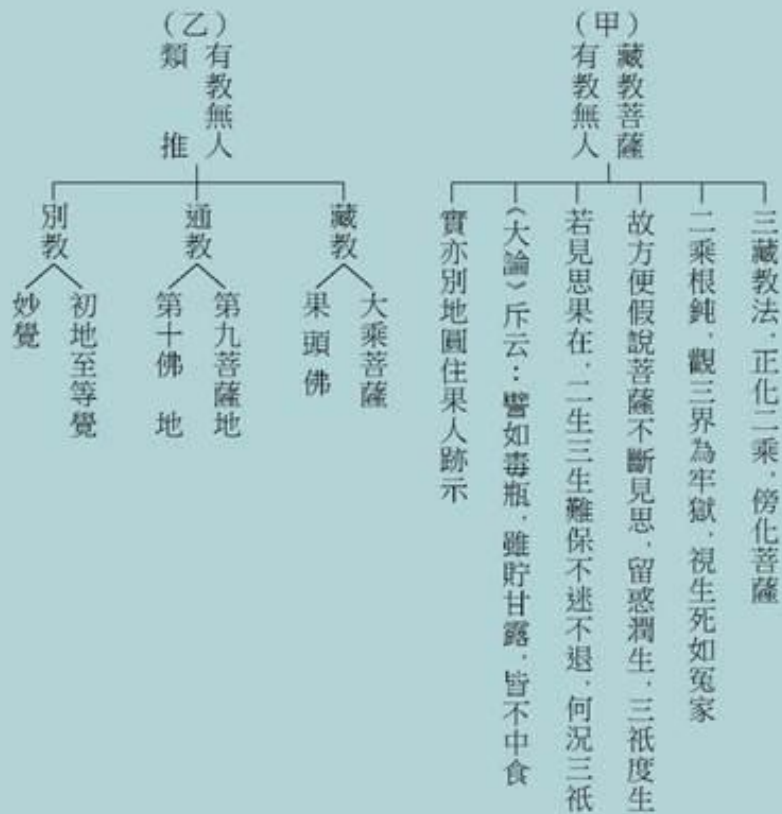 （甲）
藏教菩薩
有教無人
三藏教法．正化二乘．傍化菩薩
二乘根鈍．觀三界為牢獄．視生死如冤家
故方便假說菩薩不斷見思．留惑潤生．三祇度生
若見思果在．二生三生難保不迷不退．何況三祇
《大論》斥云：譬如毒瓶．雖貯甘露．皆不中食
實亦別地圓住果人跡示
（乙）
有教無人
類推
藏教
大乘菩薩
果頭佛
通教
第九菩薩地
第十佛地
別教
初地至等覺
妙覺